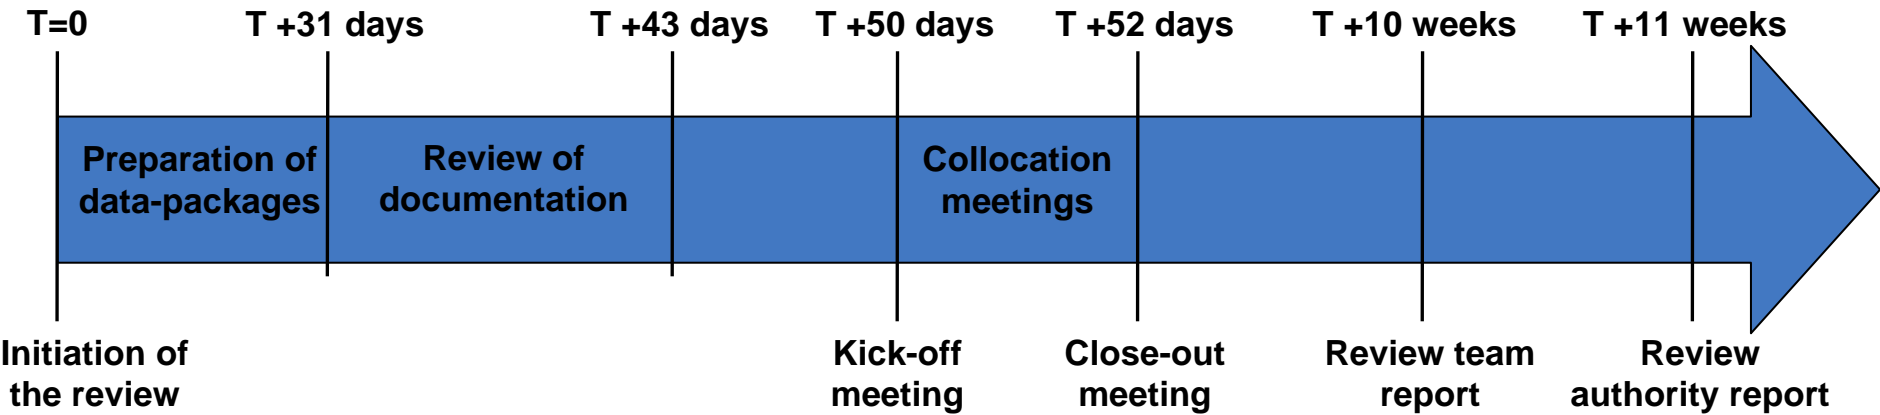 T=0
T +31 days
T +43 days
T +50 days
T +52 days
T +10 weeks
T +11 weeks
Preparation of
data-packages
Review of
documentation
Collocation
meetings
Initiation of
the review
Kick-off
meeting
Close-out
meeting
Review team
report
Review
authority report